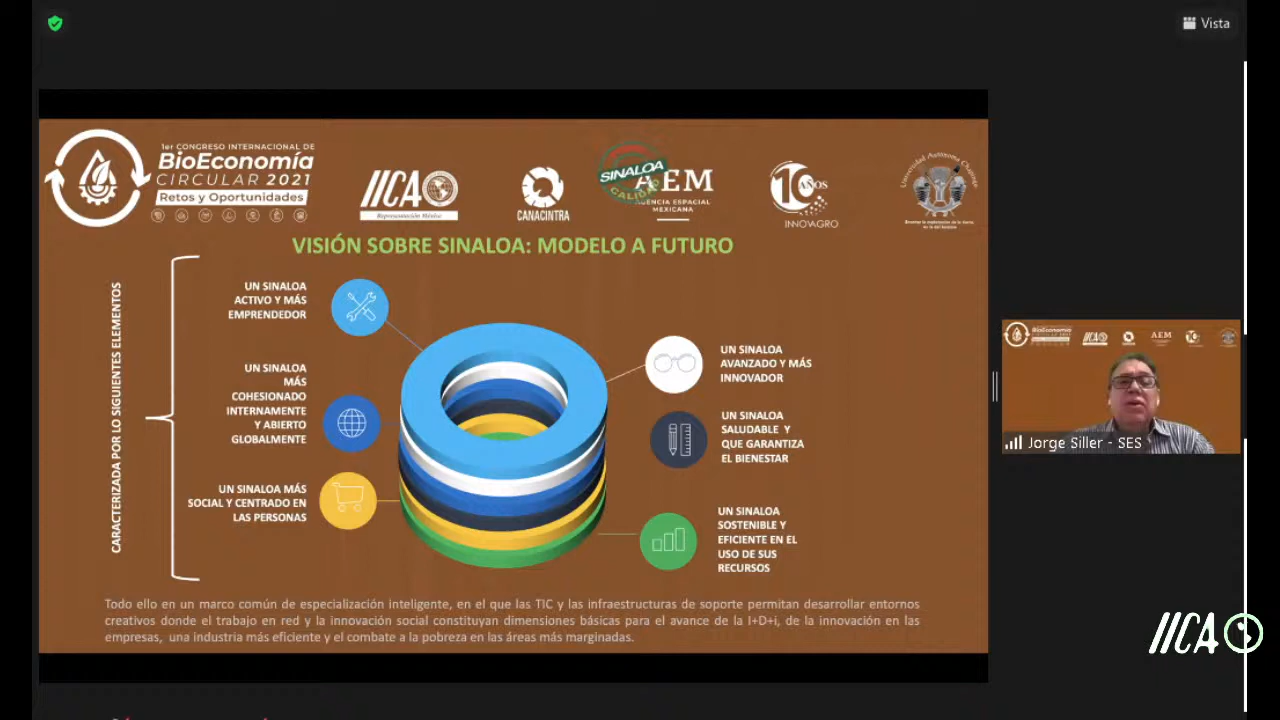 Vista
1er CONGRESO INTERNACIONAL DE
BioEconomía
CIRCULAR 2021
Retos y Oportunidades
IICA
Representación México
CANACINTRA
SINALOA
CALIDAD
AEM
AGENCIA ESPACIAL
MEXICANA
10 AÑOS
INNOVAGRO
Universidad Autónoma Chapingo
VISIÓN SOBRE SINALOA: MODELO A FUTURO
CARACTERIZADA POR LO SIGUIENTES ELEMENTOS
UN SINALOA
ACTIVO Y MÁS
EMPRENDEDOR
UN SINALOA
MÁS
COHESIONADO
INTERNAMENTE
Y ABIERTO
GLOBALMENTE
UN SINALOA MÁS
SOCIAL Y CENTRADO EN
LAS PERSONAS
UN SINALOA
AVANZADO Y MÁS
INNOVADOR
UN SINALOA
SALUDABLE Y
QUE GARANTIZA
EL BIENESTAR
UN SINALOA
SOSTENIBLE Y
EFICIENTE EN EL
USO DE SUS
RECURSOS
Todo ello en un marco común de especialización inteligente, en el que las TIC y las infraestructuras de soporte permitan desarrollar entornos
creativos donde el trabajo en red y la innovación social constituyan dimensiones básicas para el avance de la I+D+i, de la innovación en las
empresas, una industria más eficiente y el combate a la pobreza en las áreas más marginadas.
BioEconomía
AEM
Jorge Siller - SES
IICA